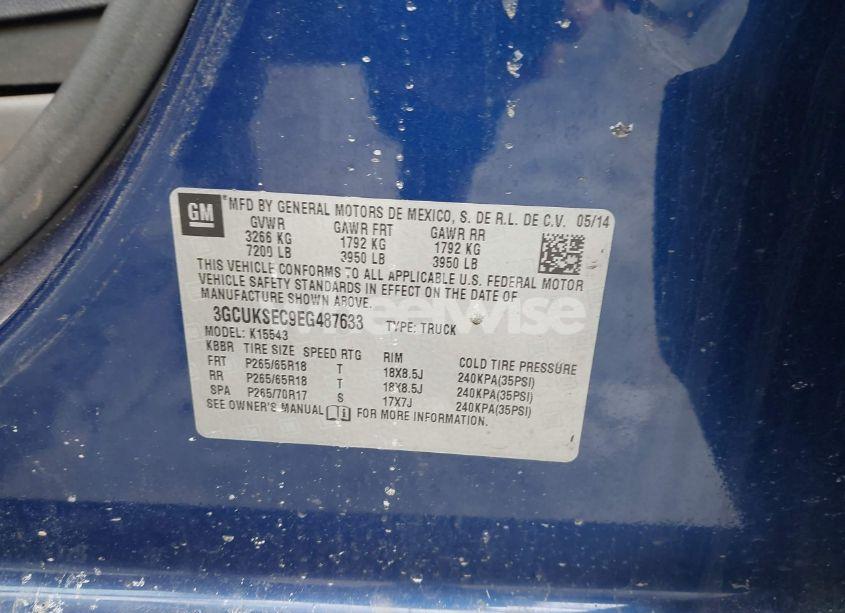 GM
*MFD BY GENERAL MOTORS DE MEXICO, S. DE R.L. DE C.V. 05/14
GVWR GAWR FRT GAWR RR
3266 KG 1792 KG 1792 KG
7200 LB 3950 LB 3950 LB
THIS VEHICLE CONFORMS TO ALL APPLICABLE U.S. FEDERAL MOTOR
VEHICLE SAFETY STANDARDS IN EFFECT ON THE DATE OF
MANUFACTURE SHOWN ABOVE.
3GCUKSEC9EG487633 TYPE: TRUCK
MODEL: K15543
KBBR TIRE SIZE SPEED RTG RIM COLD TIRE PRESSURE
FRT P265/65R18 T 18X8.5J 240KPA(35PSI)
RR P265/65R18 T 18X8.5J 240KPA(35PSI)
SPA P265/70R17 S 17X7J 240KPA(35PSI)
SEE OWNER'S MANUAL FOR MORE INFORMATION.